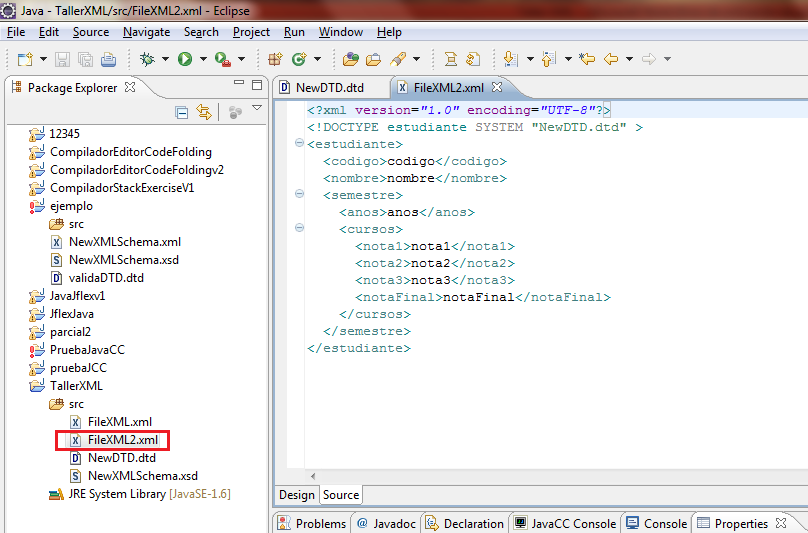 Java - TallerXML/src/FileXML2.xml - Eclipse
File Edit Source Navigate Search Project Run Window Help
Package Explorer
12345
CompiladorEditorCodeFolding
CompiladorEditorCodeFoldingv2
CompiladorStackExerciseV1
ejemplo
src
NewXMLSchema.xml
NewXMLSchema.xsd
validaDTD.dtd
JavaJflexv1
JflexJava
parcial2
PruebaJavaCC
pruebaJCC
TallerXML
src
FileXML.xml
FileXML2.xml
NewDTD.dtd
NewXMLSchema.xsd
JRE System Library [JavaSE-1.6]
NewDTD.dtd FileXML2.xml
<?xml version="1.0" encoding="UTF-8"?>
<!DOCTYPE estudiante SYSTEM "NewDTD.dtd" >
<estudiante>
<codigo>codigo</codigo>
<nombre>nombre</nombre>
<semestre>
<anos>anos</anos>
<cursos>
<nota1>nota1</nota1>
<nota2>nota2</nota2>
<nota3>nota3</nota3>
<notaFinal>notaFinal</notaFinal>
</cursos>
</semestre>
</estudiante>
Design Source
Problems @ Javadoc Declaration JavaCC Console Console Properties